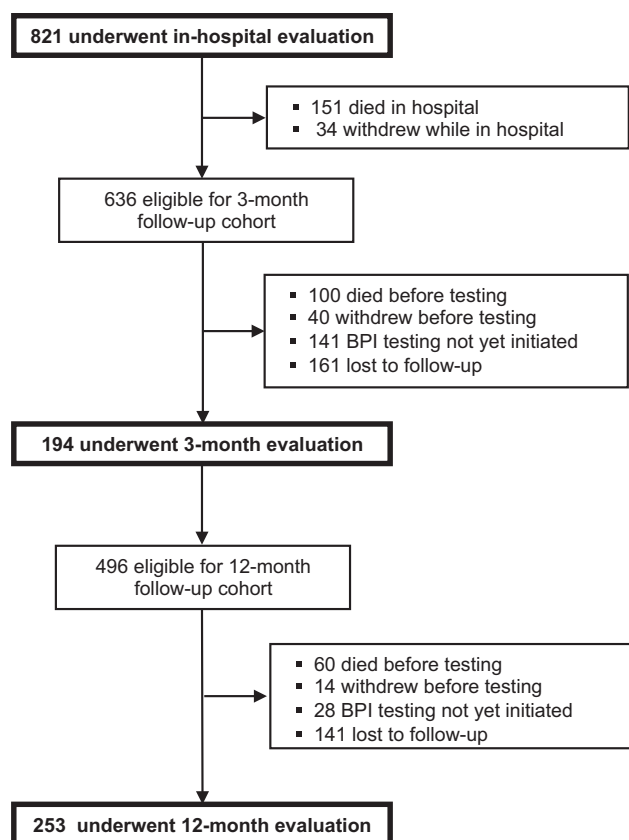 821 underwent in-hospital evaluation
▪ 151 died in hospital
▪ 34 withdrew while in hospital
636 eligible for 3-month
follow-up cohort
▪ 100 died before testing
▪ 40 withdrew before testing
▪ 141 BPI testing not yet initiated
▪ 161 lost to follow-up
194 underwent 3-month evaluation
496 eligible for 12-month
follow-up cohort
▪ 60 died before testing
▪ 14 withdrew before testing
▪ 28 BPI testing not yet initiated
▪ 141 lost to follow-up
253 underwent 12-month evaluation